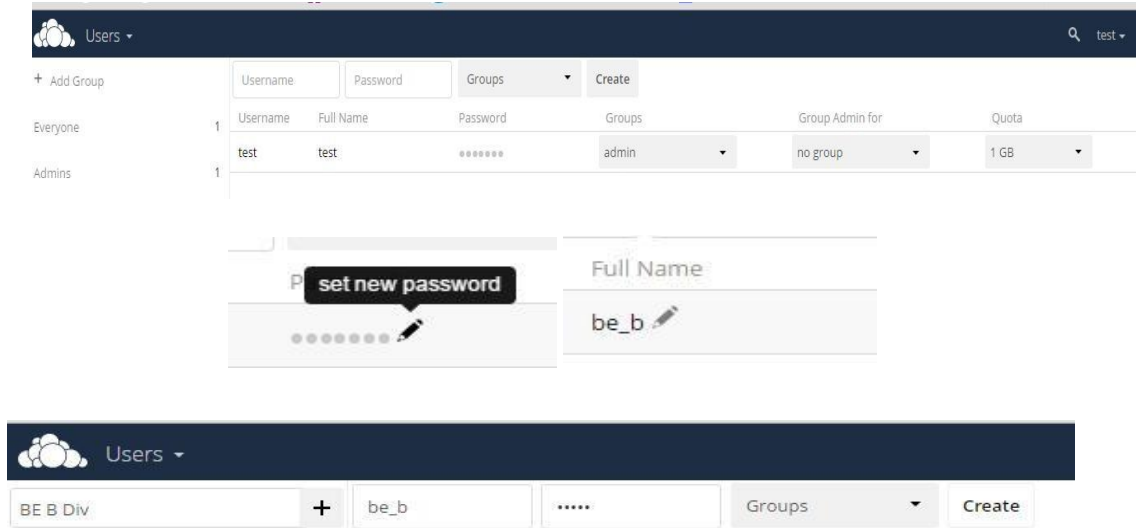 Users test
+ Add Group Username Password Groups Create
Username Full Name Password Groups Group Admin for Quota
Everyone 1
test test admin no group 1 GB
Admins 1
P set new password
Full Name
be_b
Users
BE B Div + be_b ••••• Groups Create